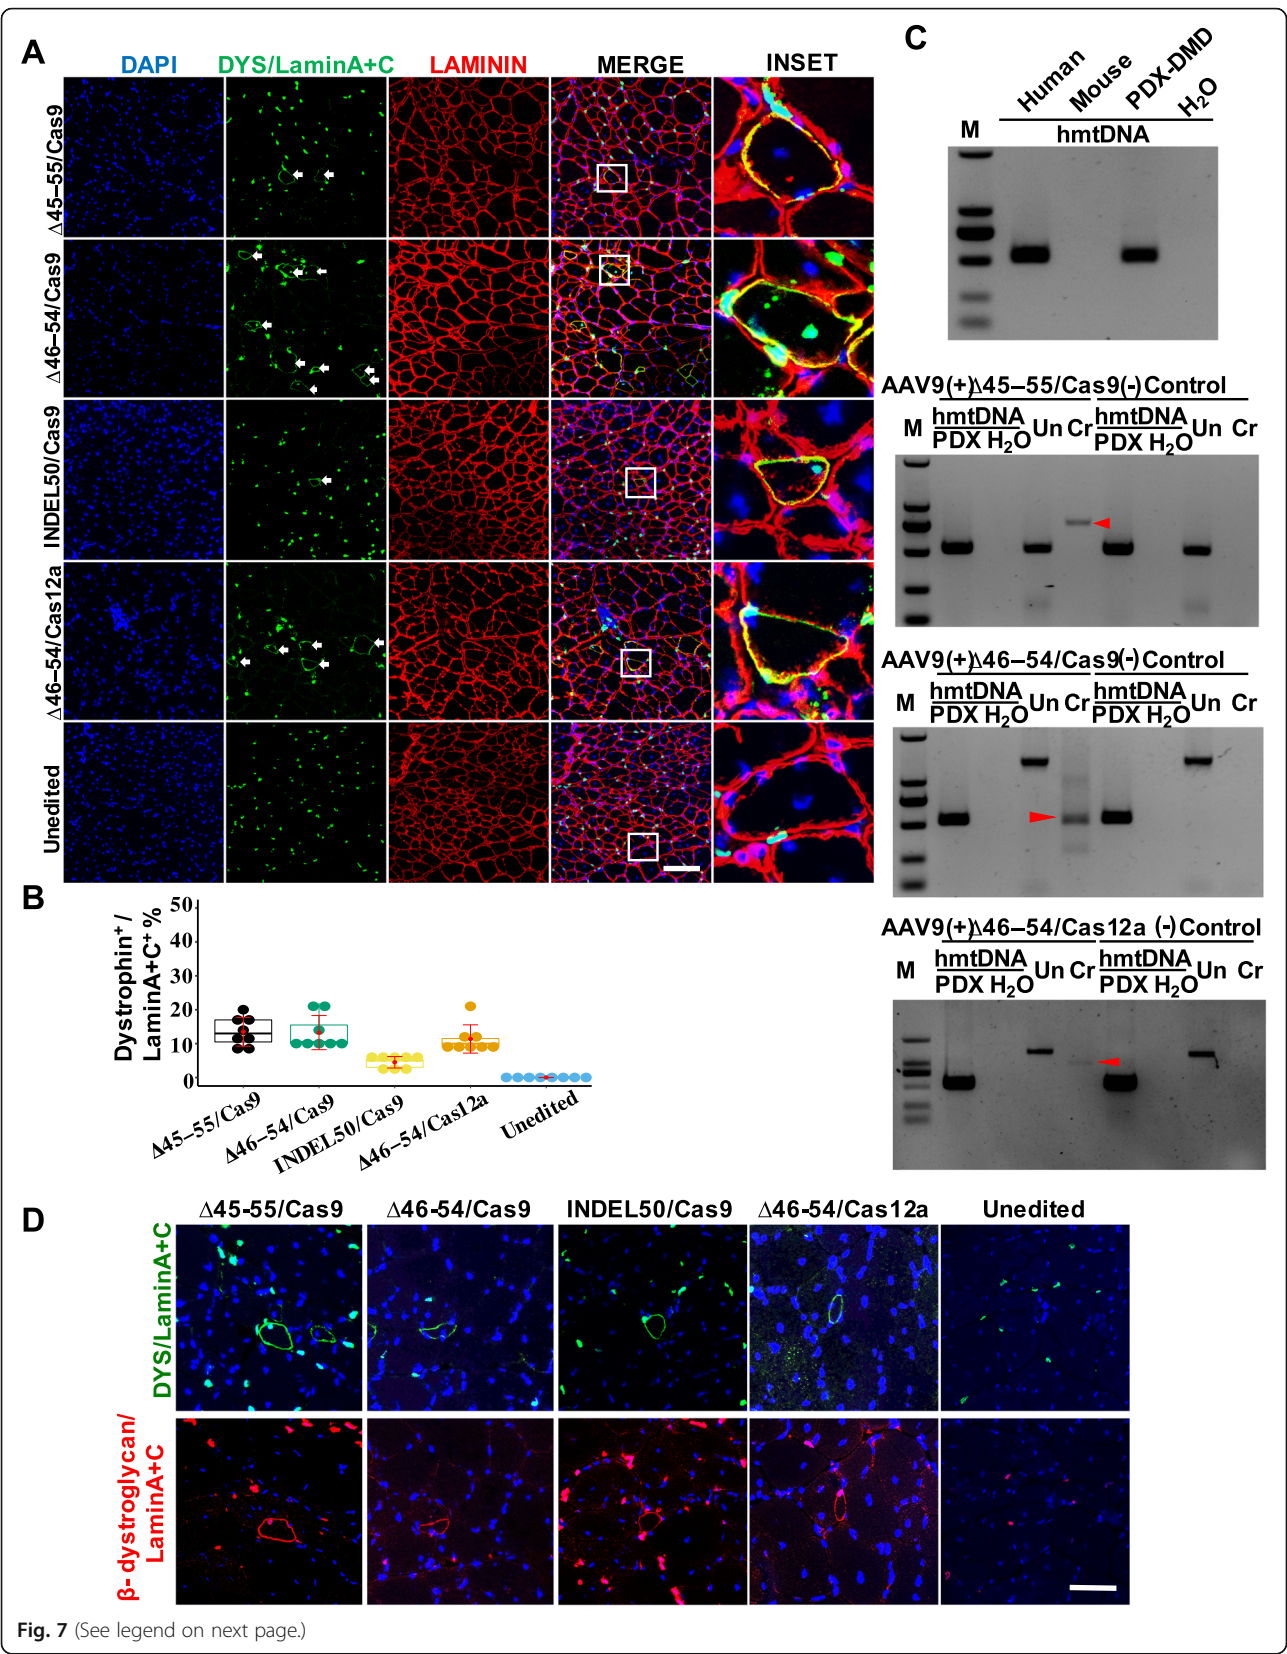 A
DAPI DYS/LaminA+C LAMININ MERGE INSET
Δ45–55/Cas9
Δ46–54/Cas9
INDEL50/Cas9
Δ46–54/Cas12a
Unedited
B
Dystrophin+ /
LaminA+C+ %
50
40
30
20
10
0
Δ45–55/Cas9
Δ46–54/Cas9
INDEL50/Cas9
Δ46–54/Cas12a
Unedited
C
Human Mouse PDX-DMD H2O
M hmtDNA
AAV9(+)Δ45–55/Cas9(-)Control
hmtDNA hmtDNA
M PDX H2O Un Cr PDX H2O Un Cr
AAV9(+)Δ46–54/Cas9(-)Control
hmtDNA hmtDNA
M PDX H2O Un Cr PDX H2O Un Cr
AAV9(+)Δ46–54/Cas12a (-)Control
hmtDNA hmtDNA
M PDX H2O Un Cr PDX H2O Un Cr
D
Δ45-55/Cas9 Δ46-54/Cas9 INDEL50/Cas9 Δ46-54/Cas12a Unedited
DYS/LaminA+C
β- dystroglycan/
LaminA+C
Fig. 7 (See legend on next page.)